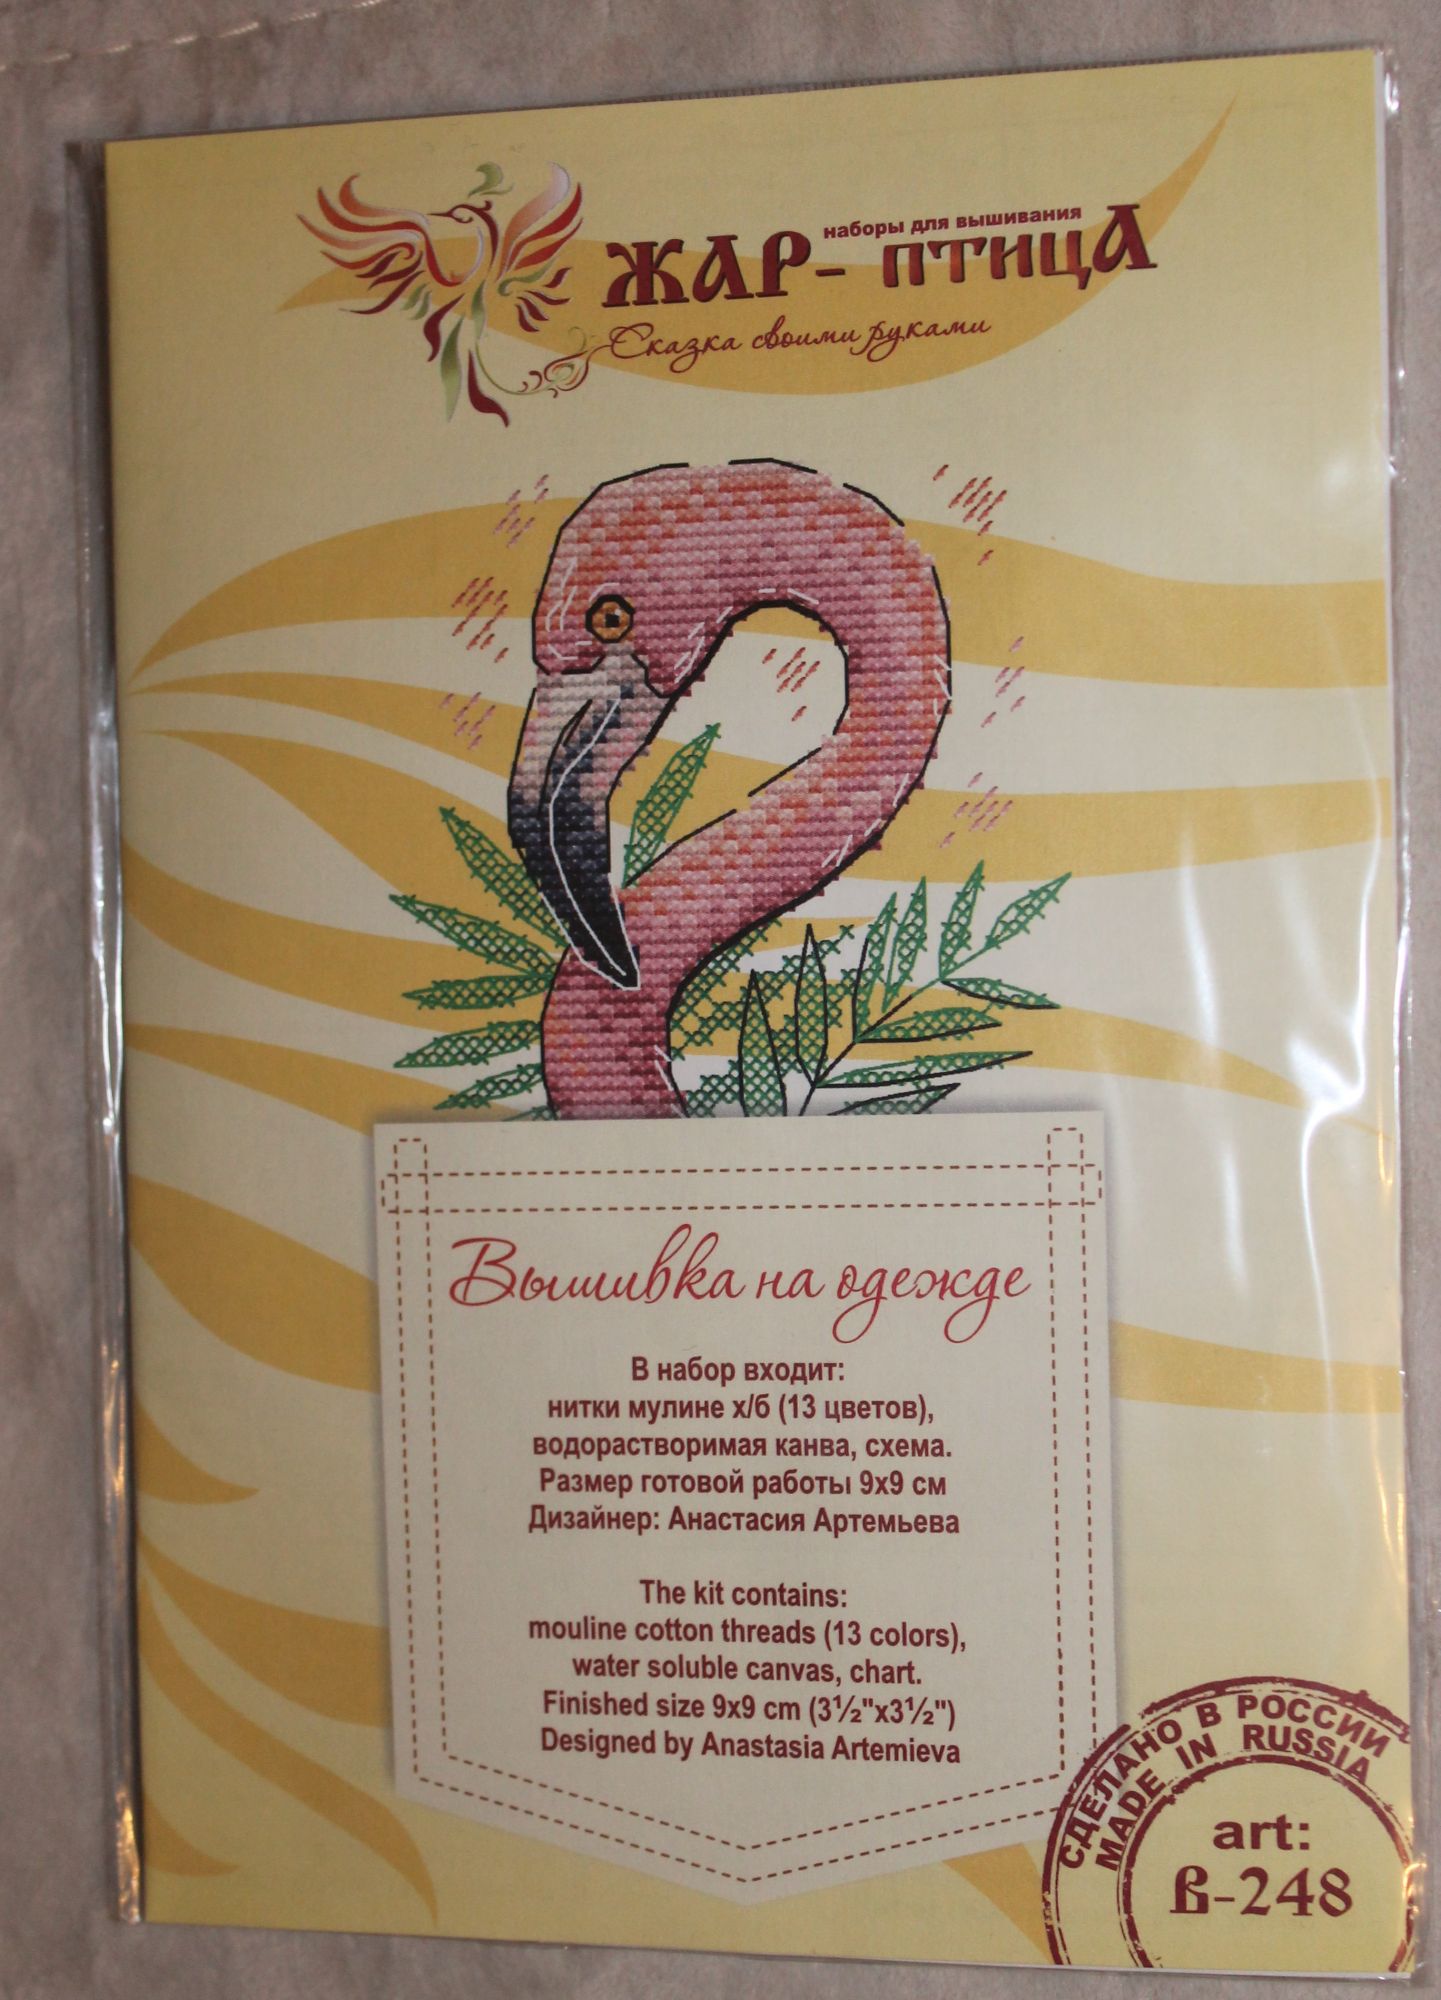 наборы для вышивания
ЖАР-ПТИЦА
Сказка своими руками
Вышивка на одежде
В набор входит:
нитки мулине х/б (13 цветов),
водорастворимая канва, схема.
Размер готовой работы 9х9 см
Дизайнер: Анастасия Артемьева
The kit contains:
mouline cotton threads (13 colors),
water soluble canvas, chart.
Finished size 9x9 cm (3½"x3½")
Designed by Anastasia Artemieva
СДЕЛАНО В РОССИИ
MADE IN RUSSIA
art:
В-248